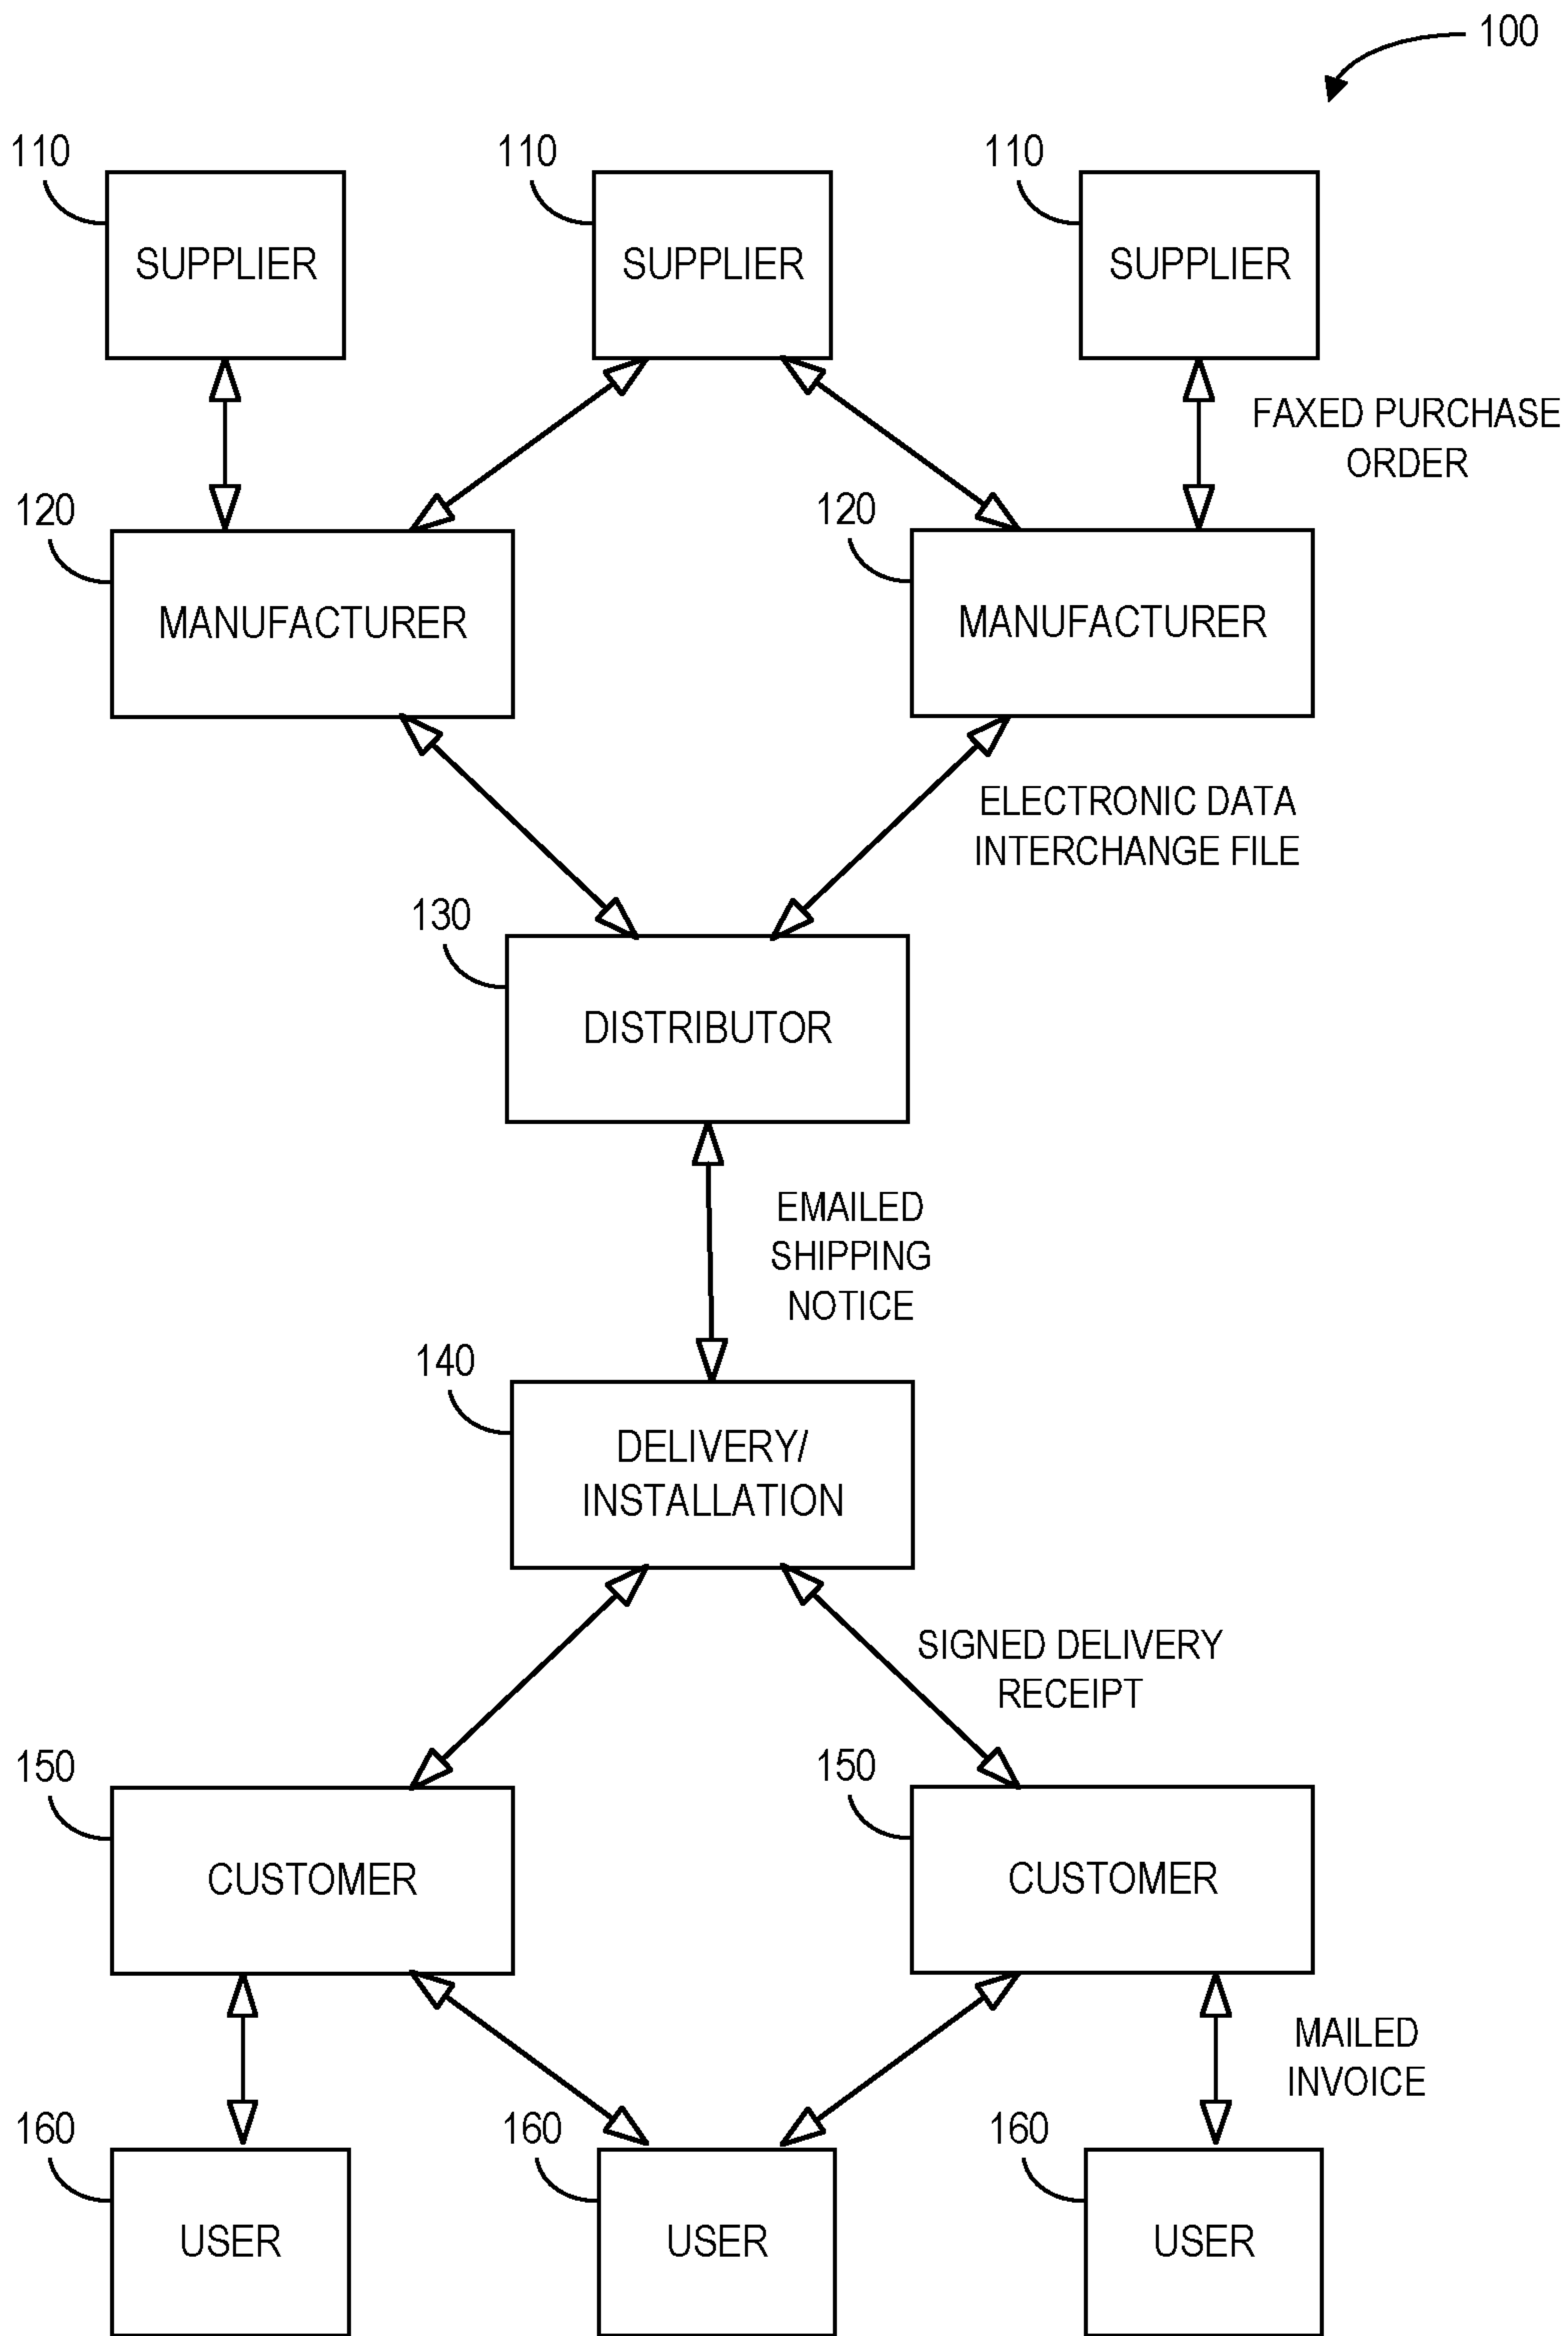 100
110
110
110
SUPPLIER
SUPPLIER
SUPPLIER
FAXED PURCHASE
ORDER
120
120
MANUFACTURER
MANUFACTURER
ELECTRONIC DATA
INTERCHANGE FILE
130
DISTRIBUTOR
EMAILED
SHIPPING
NOTICE
140
DELIVERY/
INSTALLATION
SIGNED DELIVERY
RECEIPT
150
150
CUSTOMER
CUSTOMER
MAILED
INVOICE
160
160
160
USER
USER
USER